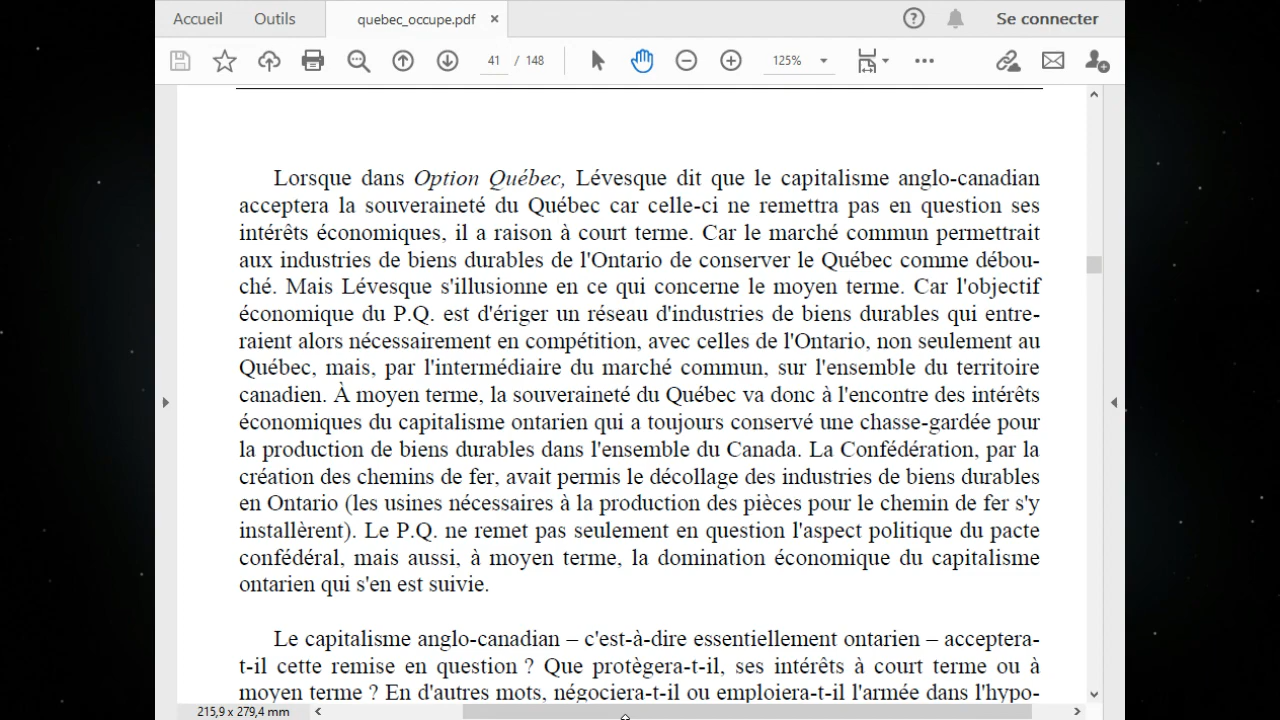 Accueil Outils quebec_occupe.pdf × ? Se connecter
41 / 148 125%
Lorsque dans Option Québec, Lévesque dit que le capitalisme anglo-canadian
acceptera la souveraineté du Québec car celle-ci ne remettra pas en question ses
intérêts économiques, il a raison à court terme. Car le marché commun permettrait
aux industries de biens durables de l'Ontario de conserver le Québec comme débou-
ché. Mais Lévesque s'illusionne en ce qui concerne le moyen terme. Car l'objectif
économique du P.Q. est d'ériger un réseau d'industries de biens durables qui entre-
raient alors nécessairement en compétition, avec celles de l'Ontario, non seulement au
Québec, mais, par l'intermédiaire du marché commun, sur l'ensemble du territoire
canadien. À moyen terme, la souveraineté du Québec va donc à l'encontre des intérêts
économiques du capitalisme ontarien qui a toujours conservé une chasse-gardée pour
la production de biens durables dans l'ensemble du Canada. La Confédération, par la
création des chemins de fer, avait permis le décollage des industries de biens durables
en Ontario (les usines nécessaires à la production des pièces pour le chemin de fer s'y
installèrent). Le P.Q. ne remet pas seulement en question l'aspect politique du pacte
confédéral, mais aussi, à moyen terme, la domination économique du capitalisme
ontarien qui s'en est suivie.
Le capitalisme anglo-canadian – c'est-à-dire essentiellement ontarien – acceptera-
t-il cette remise en question ? Que protègera-t-il, ses intérêts à court terme ou à
moyen terme ? En d'autres mots, négociera-t-il ou emploiera-t-il l'armée dans l'hypo-
215,9 x 279,4 mm